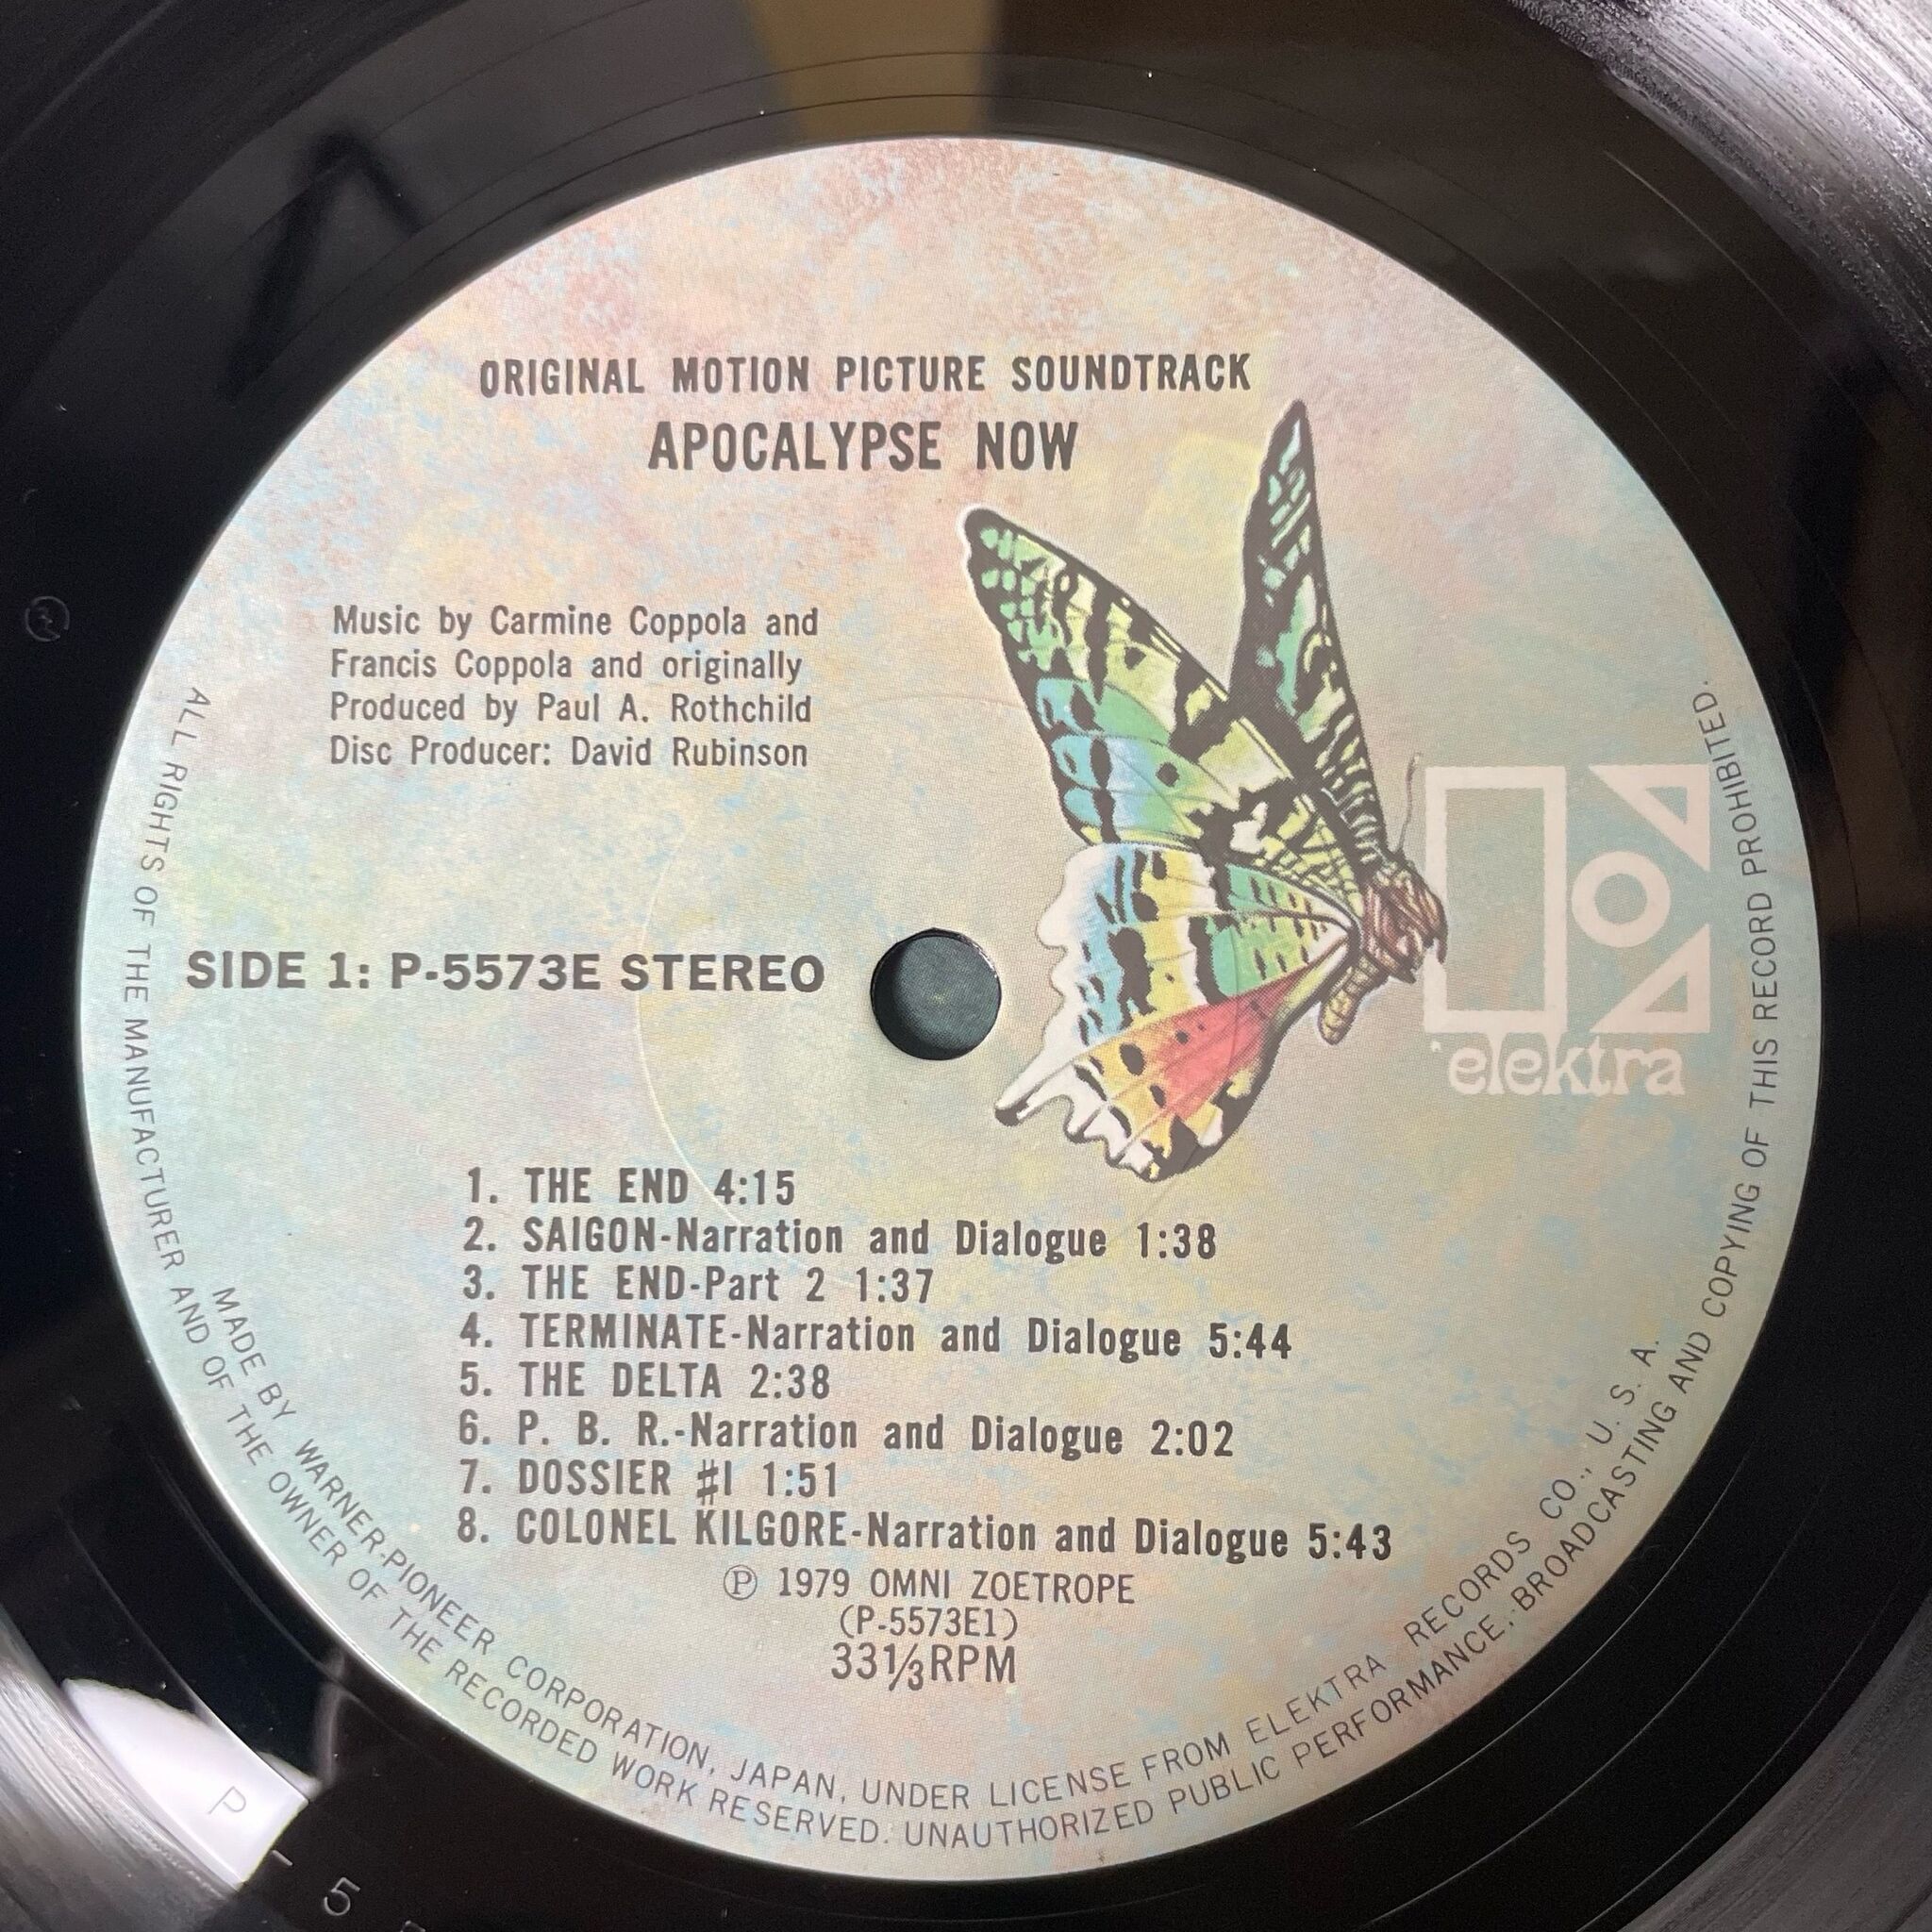 ORIGINAL MOTION PICTURE SOUNDTRACK
APOCALYPSE NOW
Music by Carmine Coppola and
Francis Coppola and originally
Produced by Paul A. Rothchild
Disc Producer: David Rubinson
SIDE 1: P-5573E STEREO
elektra
1. THE END 4:15
2. SAIGON-Narration and Dialogue 1:38
3. THE END-Part 2 1:37
4. TERMINATE-Narration and Dialogue 5:44
5. THE DELTA 2:38
6. P. B. R.-Narration and Dialogue 2:02
7. DOSSIER #1 1:51
8. COLONEL KILGORE-Narration and Dialogue 5:43
Ⓟ 1979 OMNI ZOETROPE
(P-5573E1)
33⅓RPM
MADE BY WARNER-PIONEER CORPORATION, JAPAN, UNDER LICENSE FROM ELEKTRA RECORDS CO., U. S. A.
ALL RIGHTS OF THE MANUFACTURER AND OF THE OWNER OF THE RECORDED WORK RESERVED. UNAUTHORIZED PUBLIC PERFORMANCE, BROADCASTING AND COPYING OF THIS RECORD PROHIBITED.
P-5